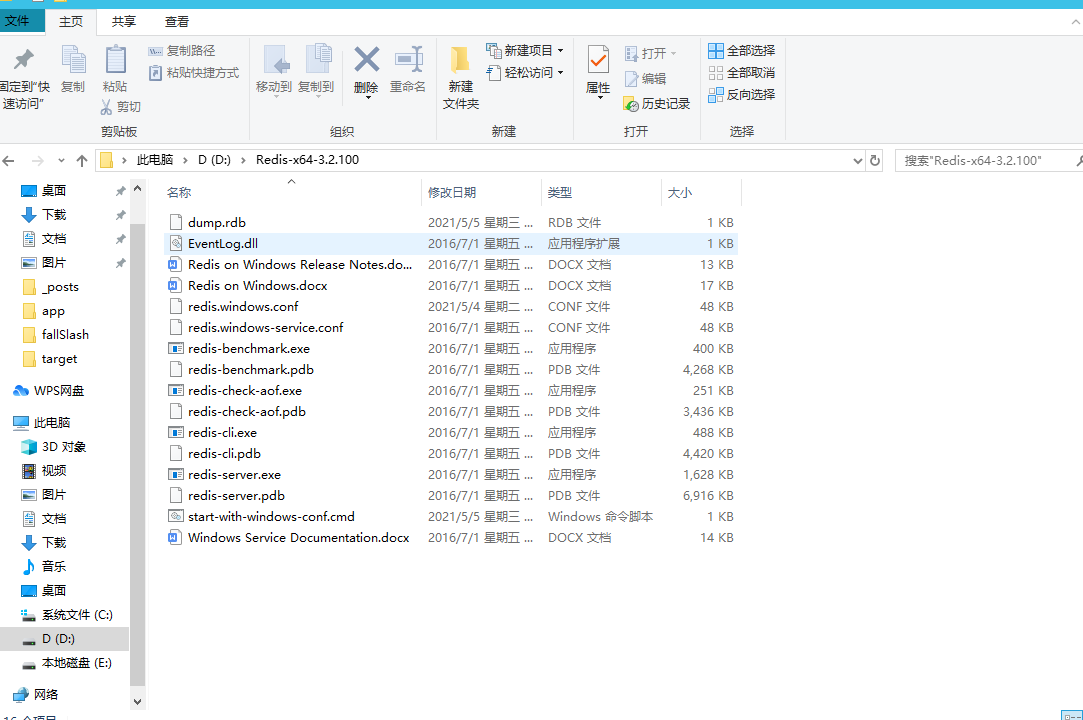 文件 主页 共享 查看
固定到"快速访问"
复制
粘贴
复制路径
粘贴快捷方式
剪切
剪贴板
移动到
复制到
删除
重命名
组织
新建
文件夹
新建项目
轻松访问
新建
属性
打开
编辑
历史记录
打开
全部选择
全部取消
反向选择
选择
此电脑 D (D:) Redis-x64-3.2.100
搜索"Redis-x64-3.2.100"
桌面
下载
文档
图片
_posts
app
fallSlash
target
WPS网盘
此电脑
3D 对象
视频
图片
文档
下载
音乐
桌面
系统文件 (C:)
D (D:)
本地磁盘 (E:)
网络
名称 修改日期 类型 大小
dump.rdb 2021/5/5 星期三 ... RDB 文件 1 KB
EventLog.dll 2016/7/1 星期五 ... 应用程序扩展 1 KB
Redis on Windows Release Notes.do... 2016/7/1 星期五 ... DOCX 文档 13 KB
Redis on Windows.docx 2016/7/1 星期五 ... DOCX 文档 17 KB
redis.windows.conf 2021/5/4 星期二 ... CONF 文件 48 KB
redis.windows-service.conf 2016/7/1 星期五 ... CONF 文件 48 KB
redis-benchmark.exe 2016/7/1 星期五 ... 应用程序 400 KB
redis-benchmark.pdb 2016/7/1 星期五 ... PDB 文件 4,268 KB
redis-check-aof.exe 2016/7/1 星期五 ... 应用程序 251 KB
redis-check-aof.pdb 2016/7/1 星期五 ... PDB 文件 3,436 KB
redis-cli.exe 2016/7/1 星期五 ... 应用程序 488 KB
redis-cli.pdb 2016/7/1 星期五 ... PDB 文件 4,420 KB
redis-server.exe 2016/7/1 星期五 ... 应用程序 1,628 KB
redis-server.pdb 2016/7/1 星期五 ... PDB 文件 6,916 KB
start-with-windows-conf.cmd 2021/5/5 星期三 ... Windows 命令脚本 1 KB
Windows Service Documentation.docx 2016/7/1 星期五 ... DOCX 文档 14 KB